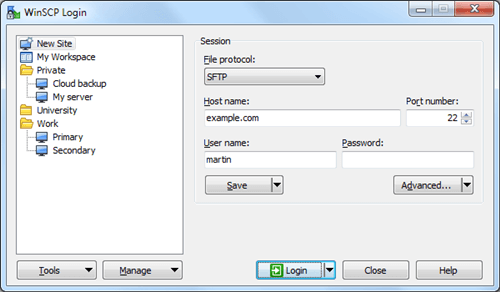 WinSCP Login
New Site
My Workspace
Private
Cloud backup
My server
University
Work
Primary
Secondary
Session
File protocol:
SFTP
Host name:
Port number:
example.com
22
User name:
Password:
martin
Save
Advanced...
Tools
Manage
Login
Close
Help